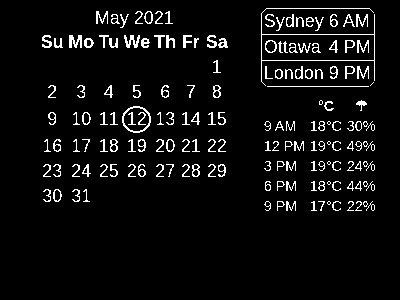 May 2021
Su Mo Tu We Th Fr Sa
1
2 3 4 5 6 7 8
9 10 11 12 13 14 15
16 17 18 19 20 21 22
23 24 25 26 27 28 29
30 31
Sydney 6 AM
Ottawa 4 PM
London 9 PM
°C ☂
9 AM 18°C 30%
12 PM 19°C 49%
3 PM 19°C 24%
6 PM 18°C 44%
9 PM 17°C 22%